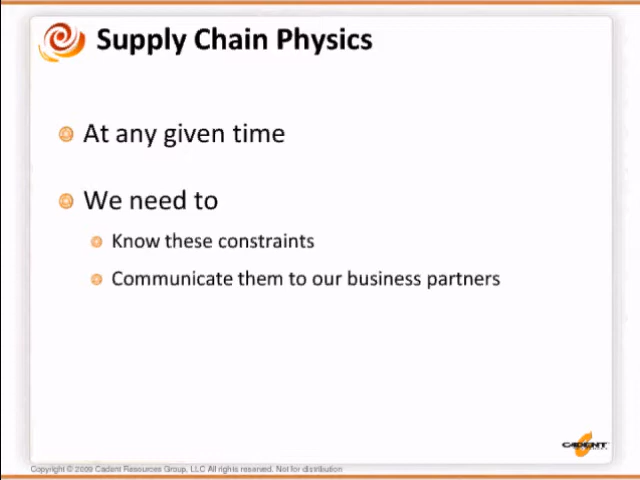 Supply Chain Physics
At any given time
We need to
Know these constraints
Communicate them to our business partners
CADENT
Copyright © 2009 Cadent Resources Group, LLC All rights reserved. Not for distribution